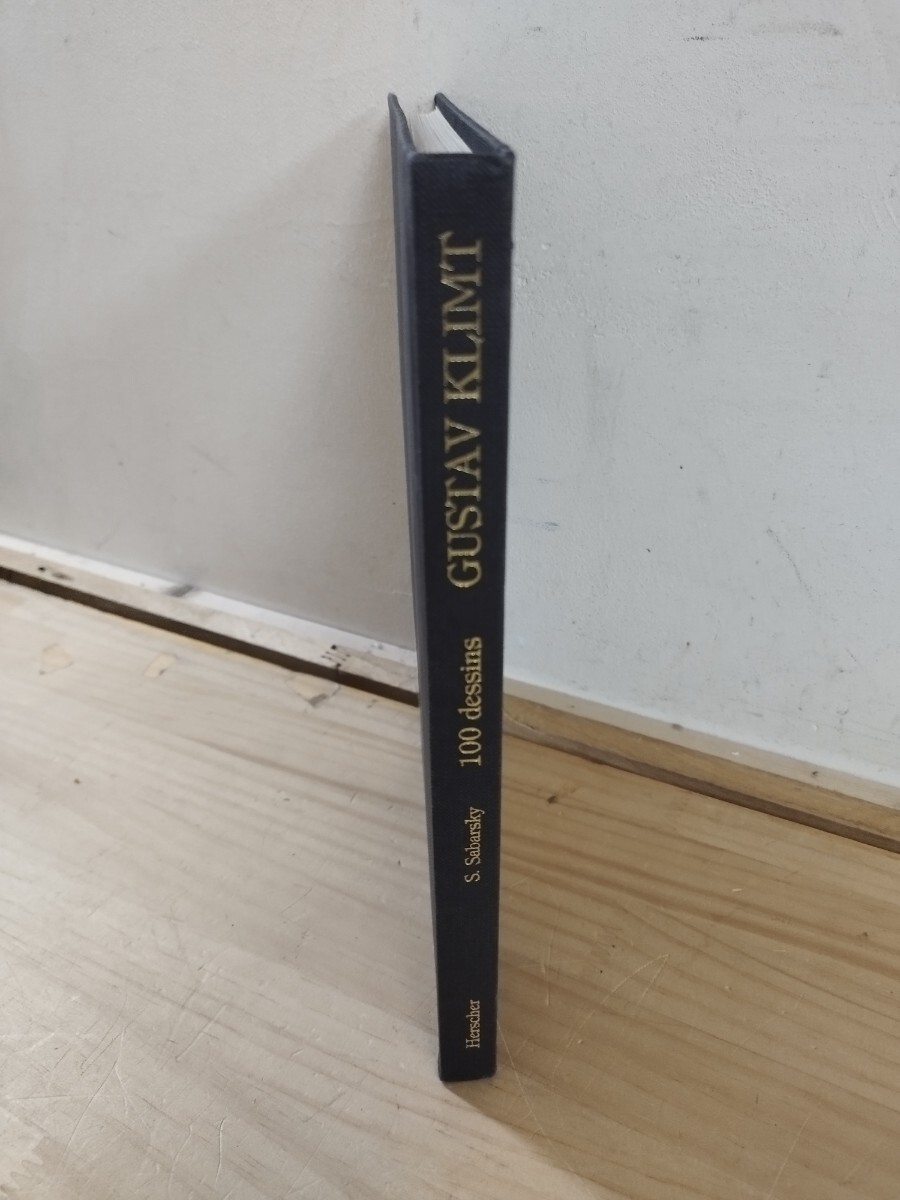 Herscher
S. Sabarsky
100 dessins
GUSTAV KLIMT